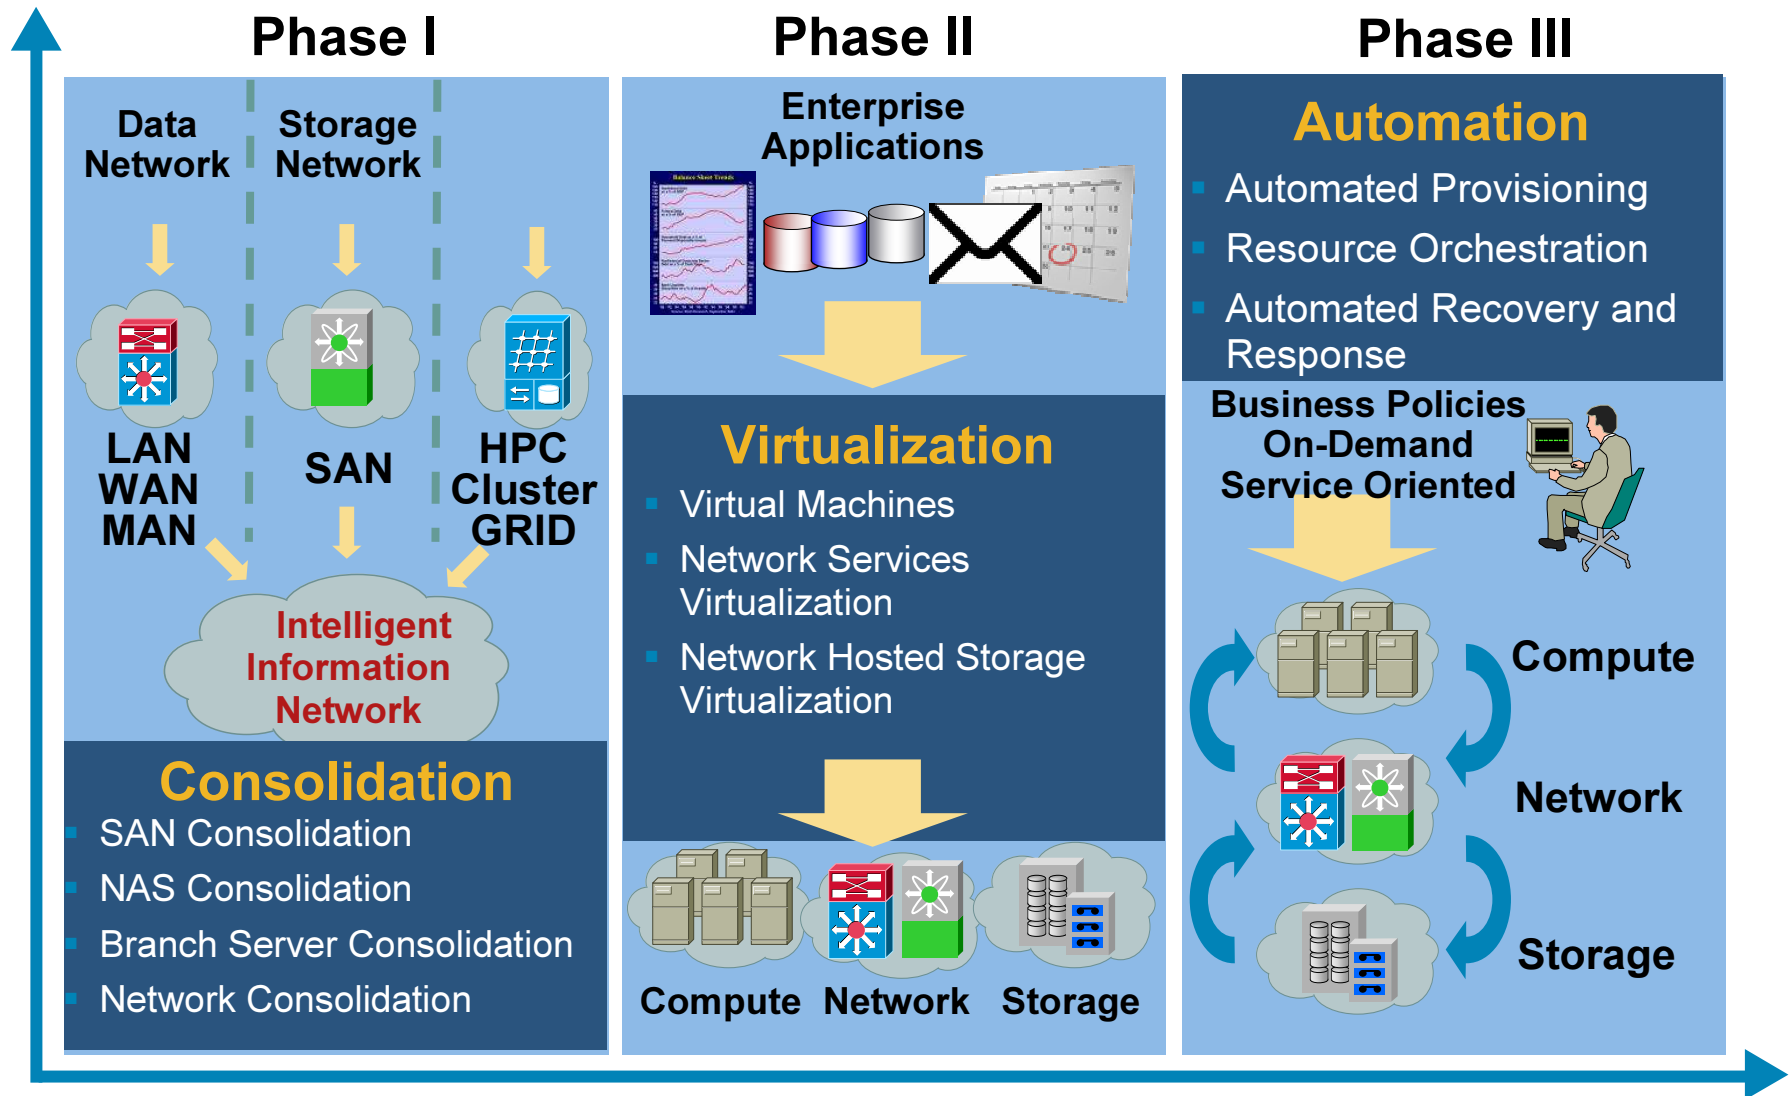 Phase I
Data
Network
Storage
Network
LAN
WAN
MAN
SAN
HPC
Cluster
GRID
Intelligent
Information
Network
Consolidation
SAN Consolidation
NAS Consolidation
Branch Server Consolidation
Network Consolidation
Phase II
Enterprise
Applications
Balance Sheet Trends
Virtualization
Virtual Machines
Network Services
Virtualization
Network Hosted Storage
Virtualization
Compute
Network
Storage
Phase III
Automation
Automated Provisioning
Resource Orchestration
Automated Recovery and
Response
Business Policies
On-Demand
Service Oriented
Compute
Network
Storage